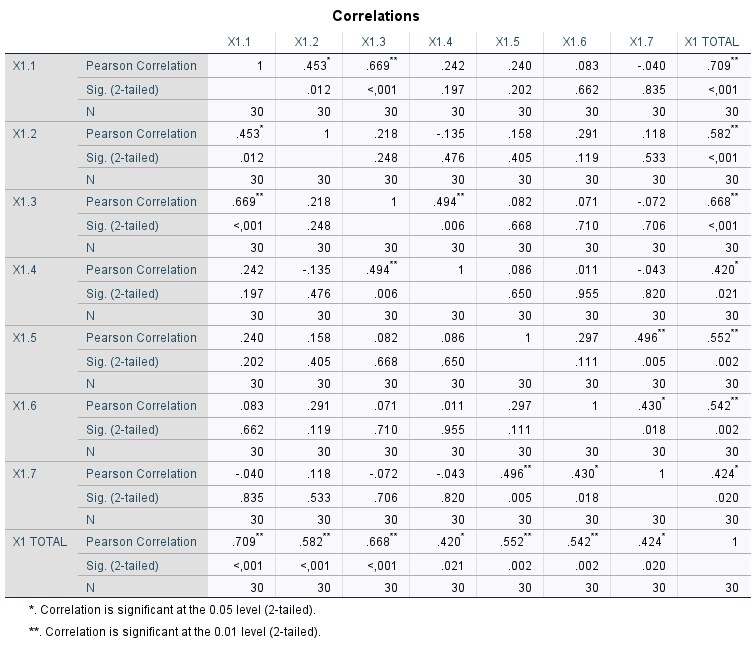 Correlations
X1.1 X1.2 X1.3 X1.4 X1.5 X1.6 X1.7 X1 TOTAL
X1.1 Pearson Correlation 1 .453* .669** .242 .240 .083 -.040 .709**
Sig. (2-tailed) .012 <,001 .197 .202 .662 .835 <,001
N 30 30 30 30 30 30 30 30
X1.2 Pearson Correlation .453* 1 .218 -.135 .158 .291 .118 .582**
Sig. (2-tailed) .012 .248 .476 .405 .119 .533 <,001
N 30 30 30 30 30 30 30 30
X1.3 Pearson Correlation .669** .218 1 .494** .082 .071 -.072 .668**
Sig. (2-tailed) <,001 .248 .006 .668 .710 .706 <,001
N 30 30 30 30 30 30 30 30
X1.4 Pearson Correlation .242 -.135 .494** 1 .086 .011 -.043 .420*
Sig. (2-tailed) .197 .476 .006 .650 .955 .820 .021
N 30 30 30 30 30 30 30 30
X1.5 Pearson Correlation .240 .158 .082 .086 1 .297 .496** .552**
Sig. (2-tailed) .202 .405 .668 .650 .111 .005 .002
N 30 30 30 30 30 30 30 30
X1.6 Pearson Correlation .083 .291 .071 .011 .297 1 .430* .542**
Sig. (2-tailed) .662 .119 .710 .955 .111 .018 .002
N 30 30 30 30 30 30 30 30
X1.7 Pearson Correlation -.040 .118 -.072 -.043 .496** .430* 1 .424*
Sig. (2-tailed) .835 .533 .706 .820 .005 .018 .020
N 30 30 30 30 30 30 30 30
X1 TOTAL Pearson Correlation .709** .582** .668** .420* .552** .542** .424* 1
Sig. (2-tailed) <,001 <,001 <,001 .021 .002 .002 .020
N 30 30 30 30 30 30 30 30
*. Correlation is significant at the 0.05 level (2-tailed).
**. Correlation is significant at the 0.01 level (2-tailed).